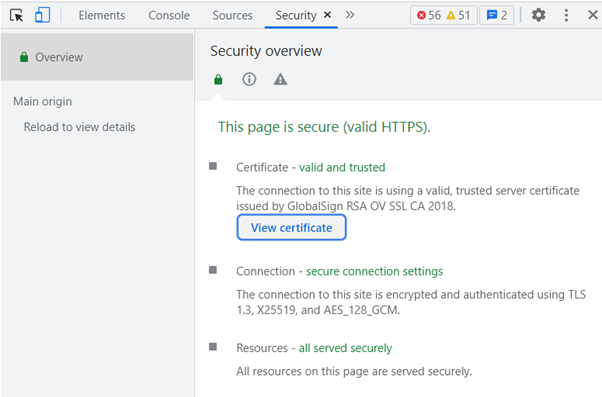 Elements Console Sources Security × » 56 51 2
Overview
Main origin
Reload to view details
Security overview
This page is secure (valid HTTPS).
Certificate - valid and trusted
The connection to this site is using a valid, trusted server certificate
issued by GlobalSign RSA OV SSL CA 2018.
View certificate
Connection - secure connection settings
The connection to this site is encrypted and authenticated using TLS
1.3, X25519, and AES_128_GCM.
Resources - all served securely
All resources on this page are served securely.